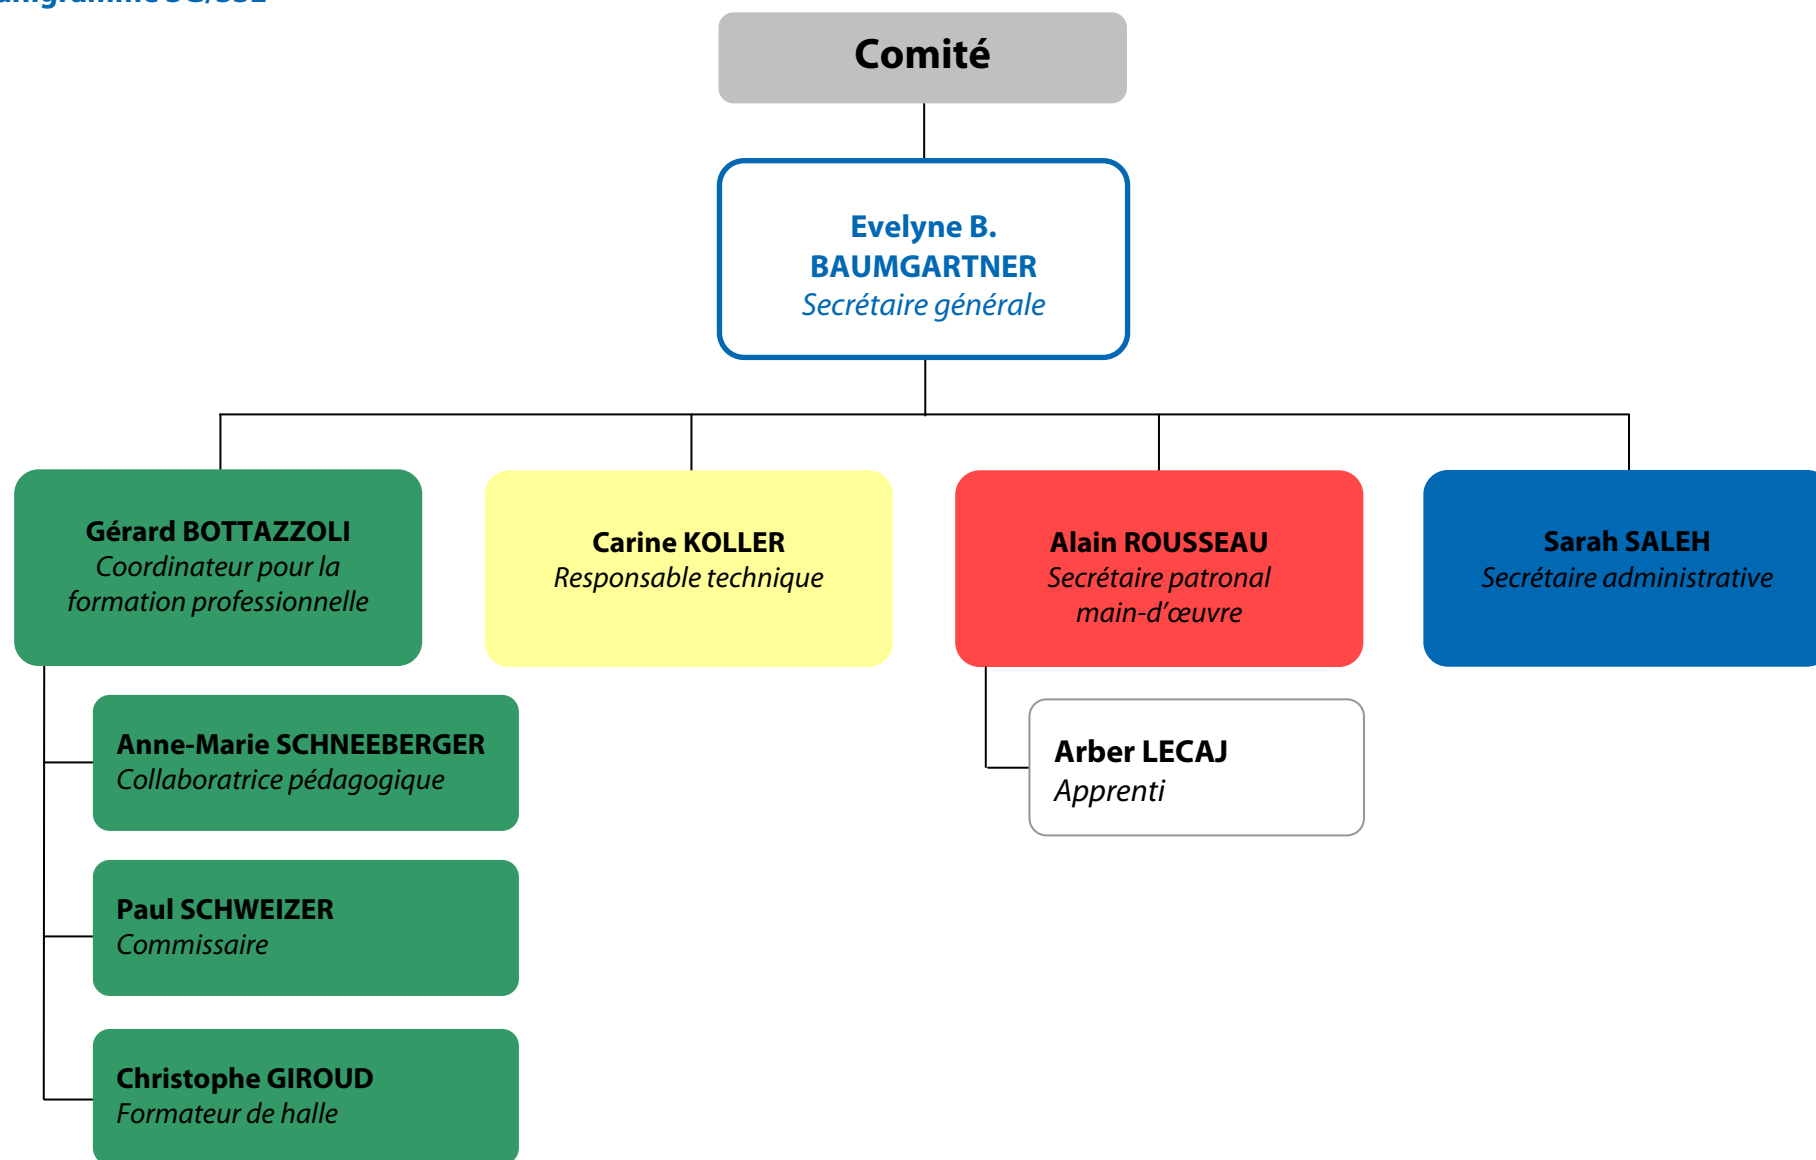 Comité
Evelyne B.
BAUMGARTNER
Secrétaire générale
Gérard BOTTAZZOLI
Coordinateur pour la
formation professionnelle
Carine KOLLER
Responsable technique
Alain ROUSSEAU
Secrétaire patronal
main-d’œuvre
Sarah SALEH
Secrétaire administrative
Anne-Marie SCHNEEBERGER
Collaboratrice pédagogique
Arber LECAJ
Apprenti
Paul SCHWEIZER
Commissaire
Christophe GIROUD
Formateur de halle